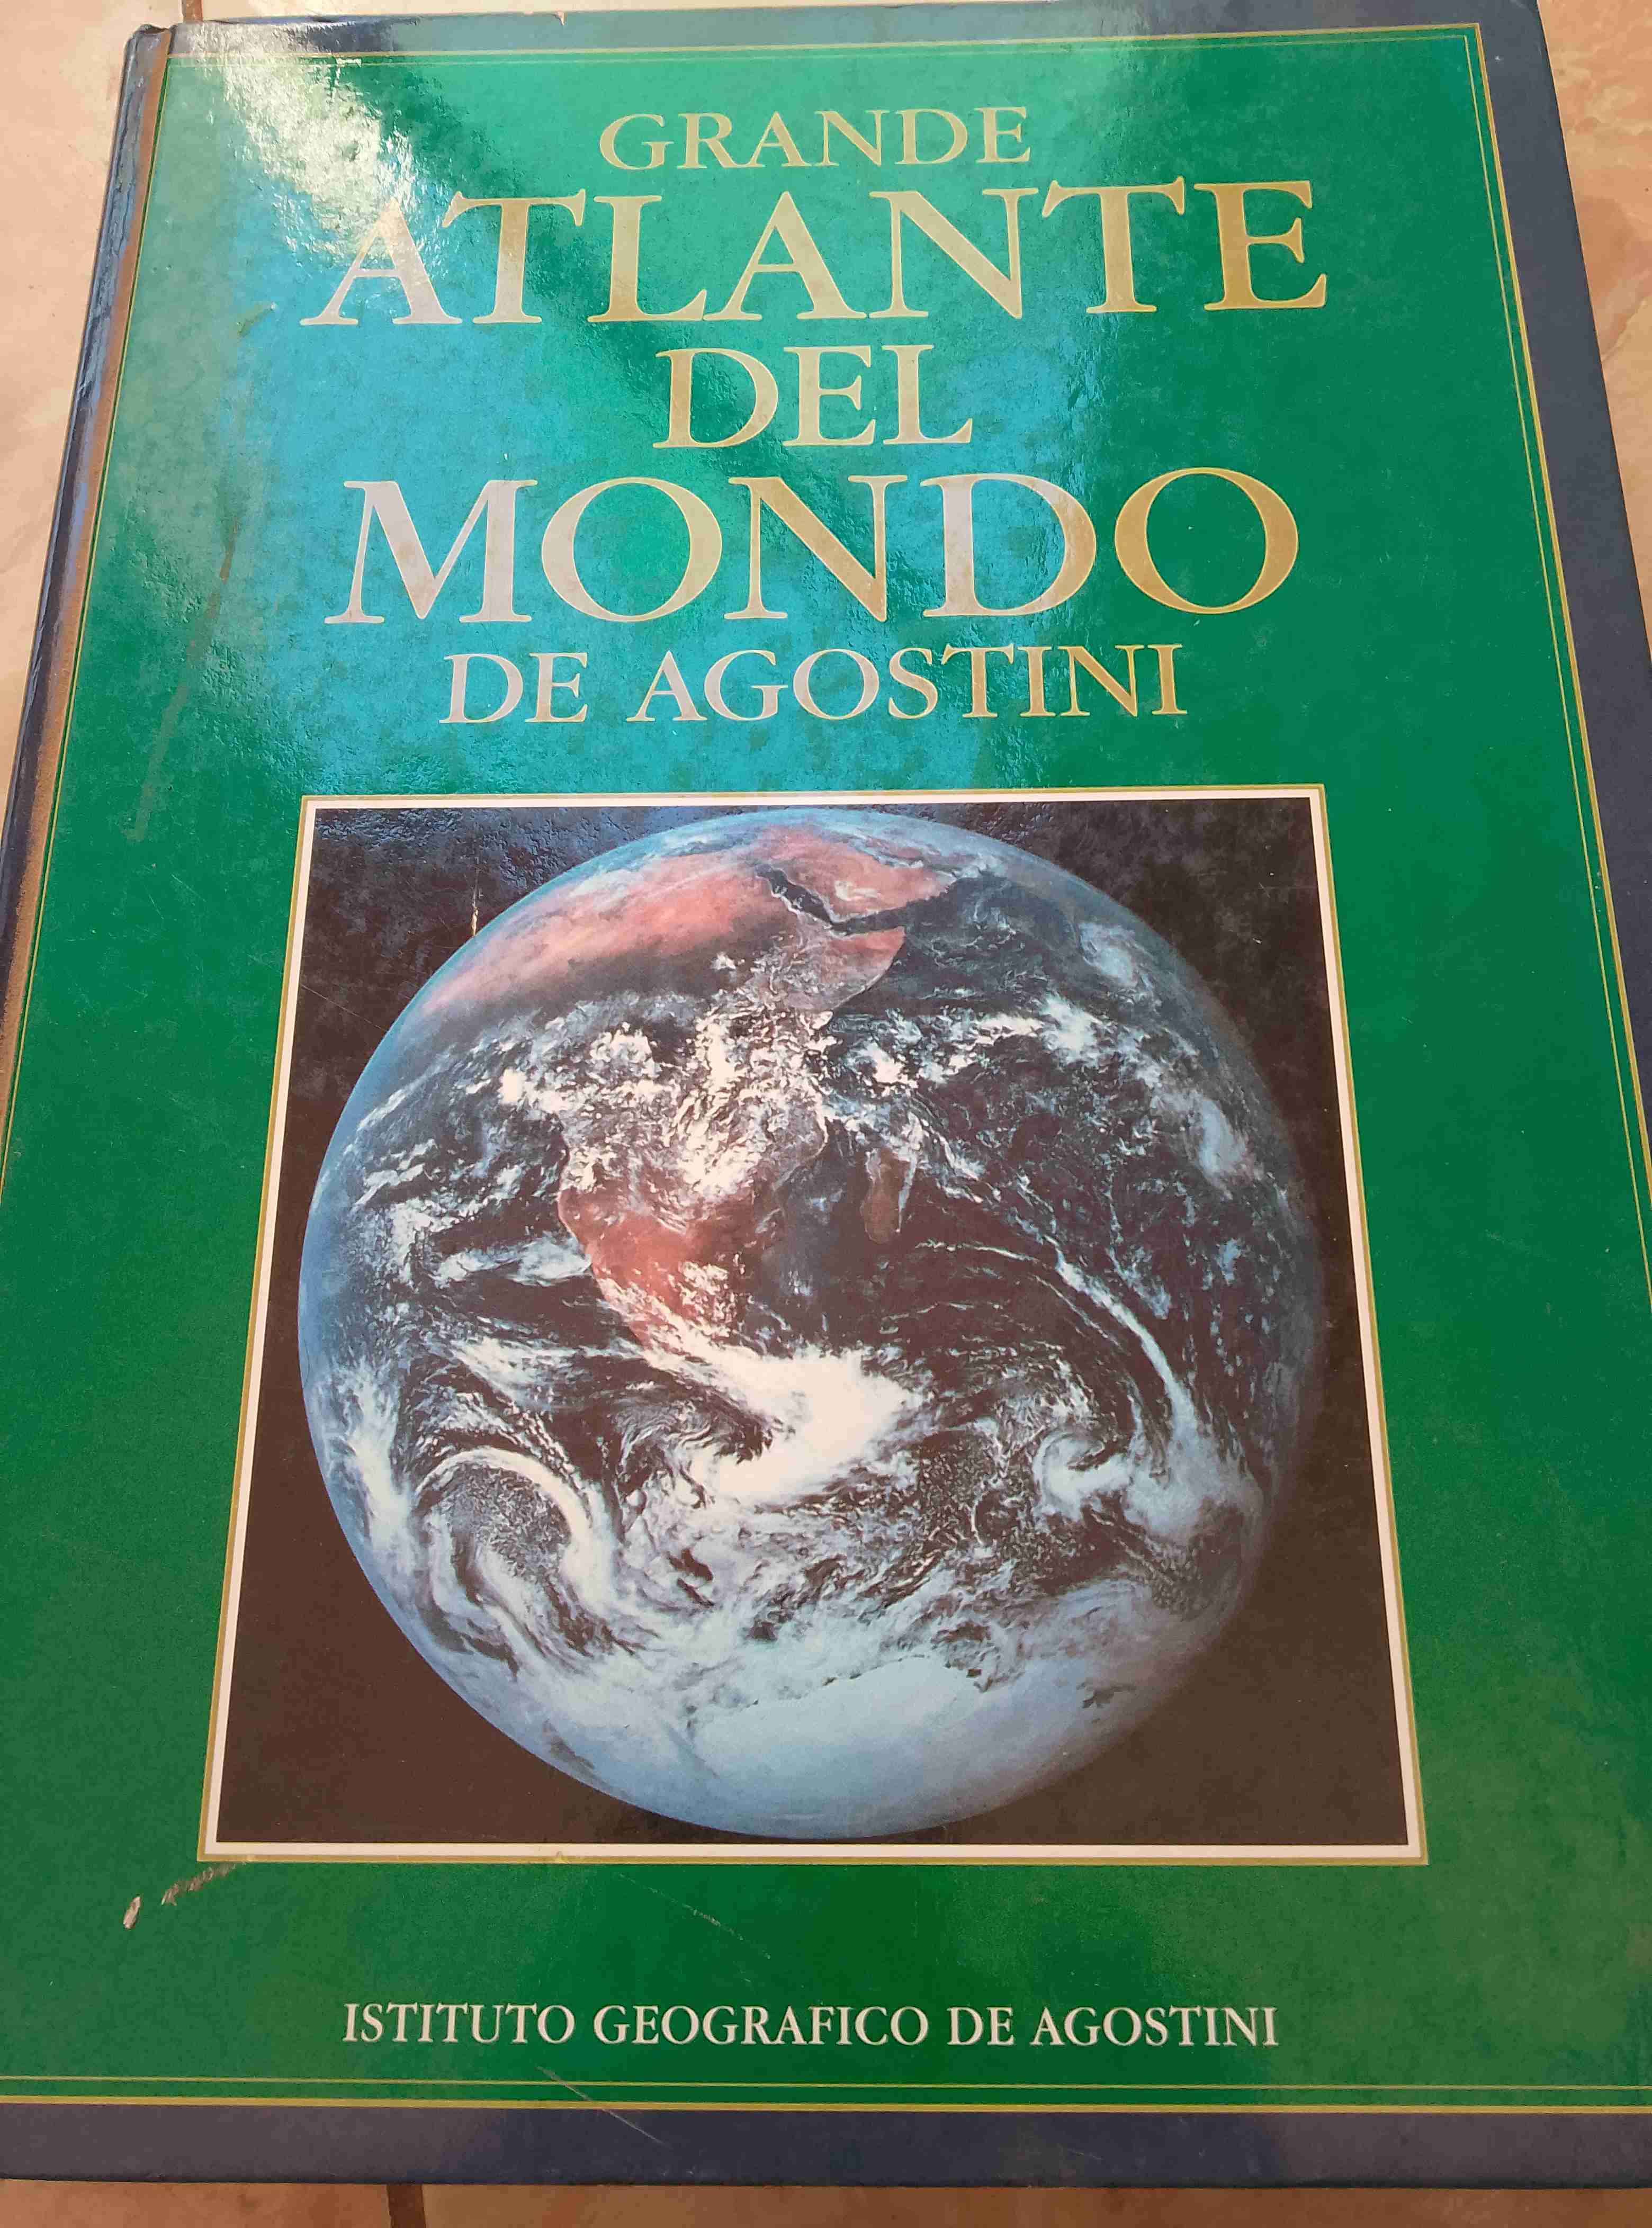 GRANDE
ATLANTE
DEL
MONDO
DE AGOSTINI
ISTITUTO GEOGRAFICO DE AGOSTINI